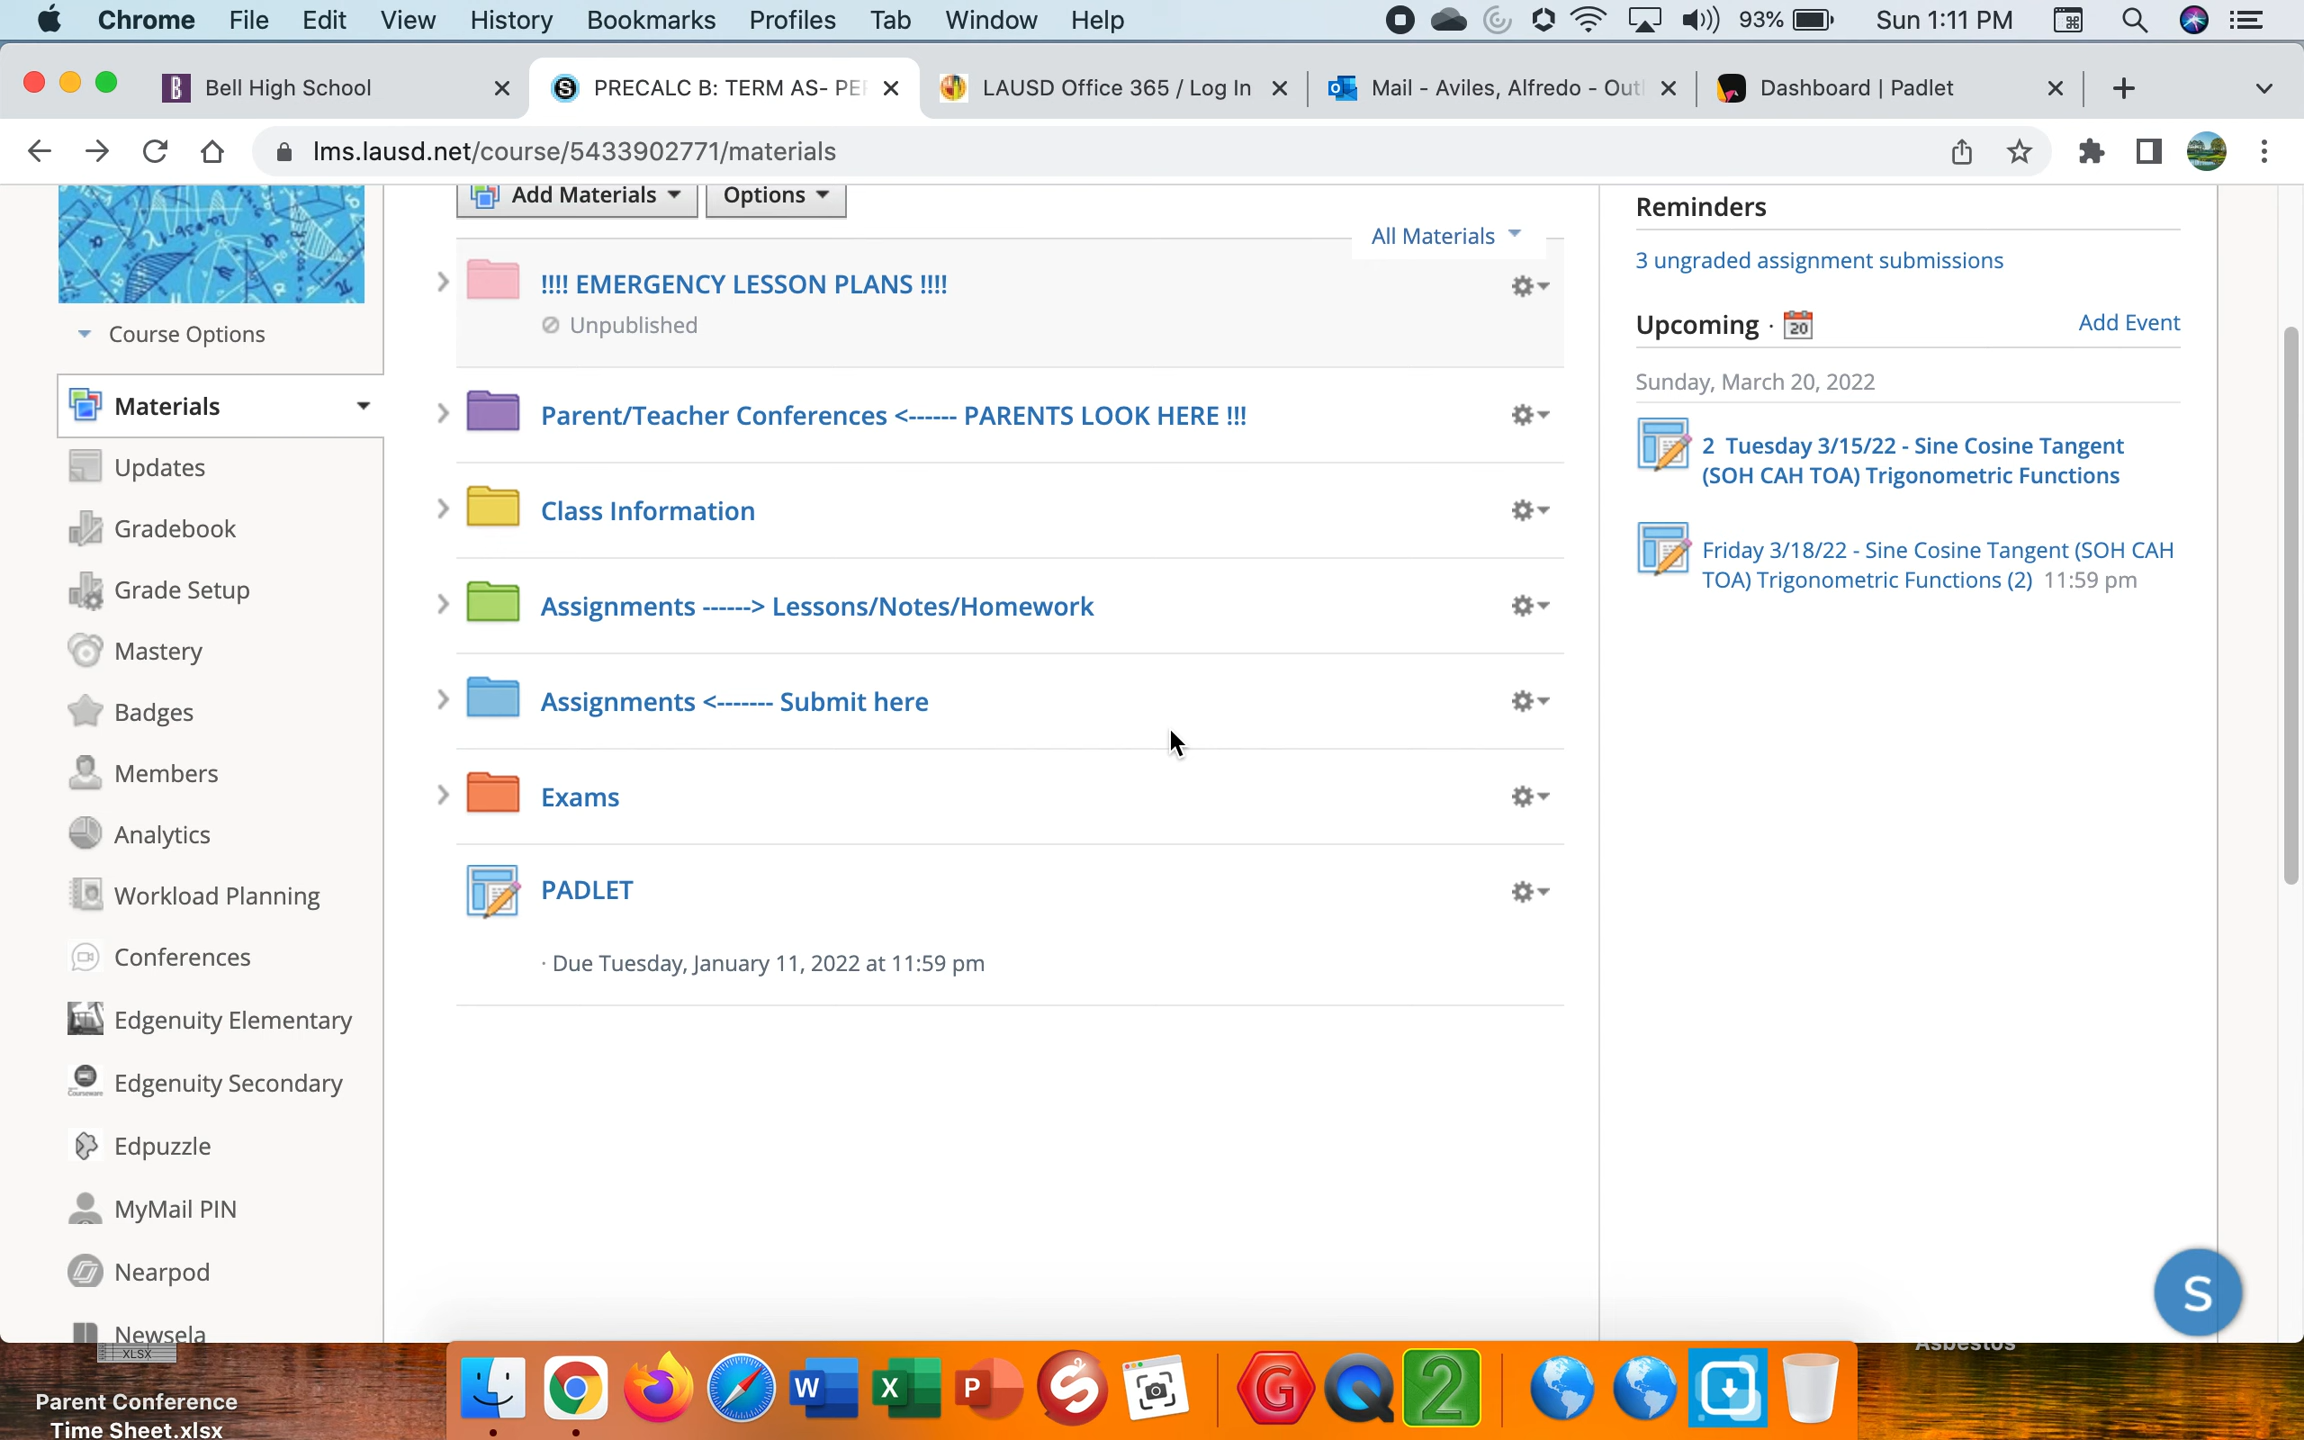 Chrome File Edit View History Bookmarks Profiles Tab Window Help 93% Sun 1:11 PM
Bell High School
PRECALC B: TERM AS- PE
LAUSD Office 365 / Log In
Mail - Aviles, Alfredo - Out
Dashboard | Padlet
lms.lausd.net/course/5433902771/materials
Add Materials
Options
All Materials
Course Options
Materials
Updates
Gradebook
Grade Setup
Mastery
Badges
Members
Analytics
Workload Planning
Conferences
Edgenuity Elementary
Edgenuity Secondary
Edpuzzle
MyMail PIN
Nearpod
Newsela
!!!! EMERGENCY LESSON PLANS !!!!
Unpublished
Parent/Teacher Conferences <------ PARENTS LOOK HERE !!!
Class Information
Assignments ------> Lessons/Notes/Homework
Assignments <------- Submit here
Exams
PADLET
· Due Tuesday, January 11, 2022 at 11:59 pm
Reminders
3 ungraded assignment submissions
Upcoming ·
20
Add Event
Sunday, March 20, 2022
2 Tuesday 3/15/22 - Sine Cosine Tangent
(SOH CAH TOA) Trigonometric Functions
Friday 3/18/22 - Sine Cosine Tangent (SOH CAH
TOA) Trigonometric Functions (2) 11:59 pm
S
XLSX
Parent Conference
Time Sheet.xlsx
Asbestos
W
X
P
S
G
2